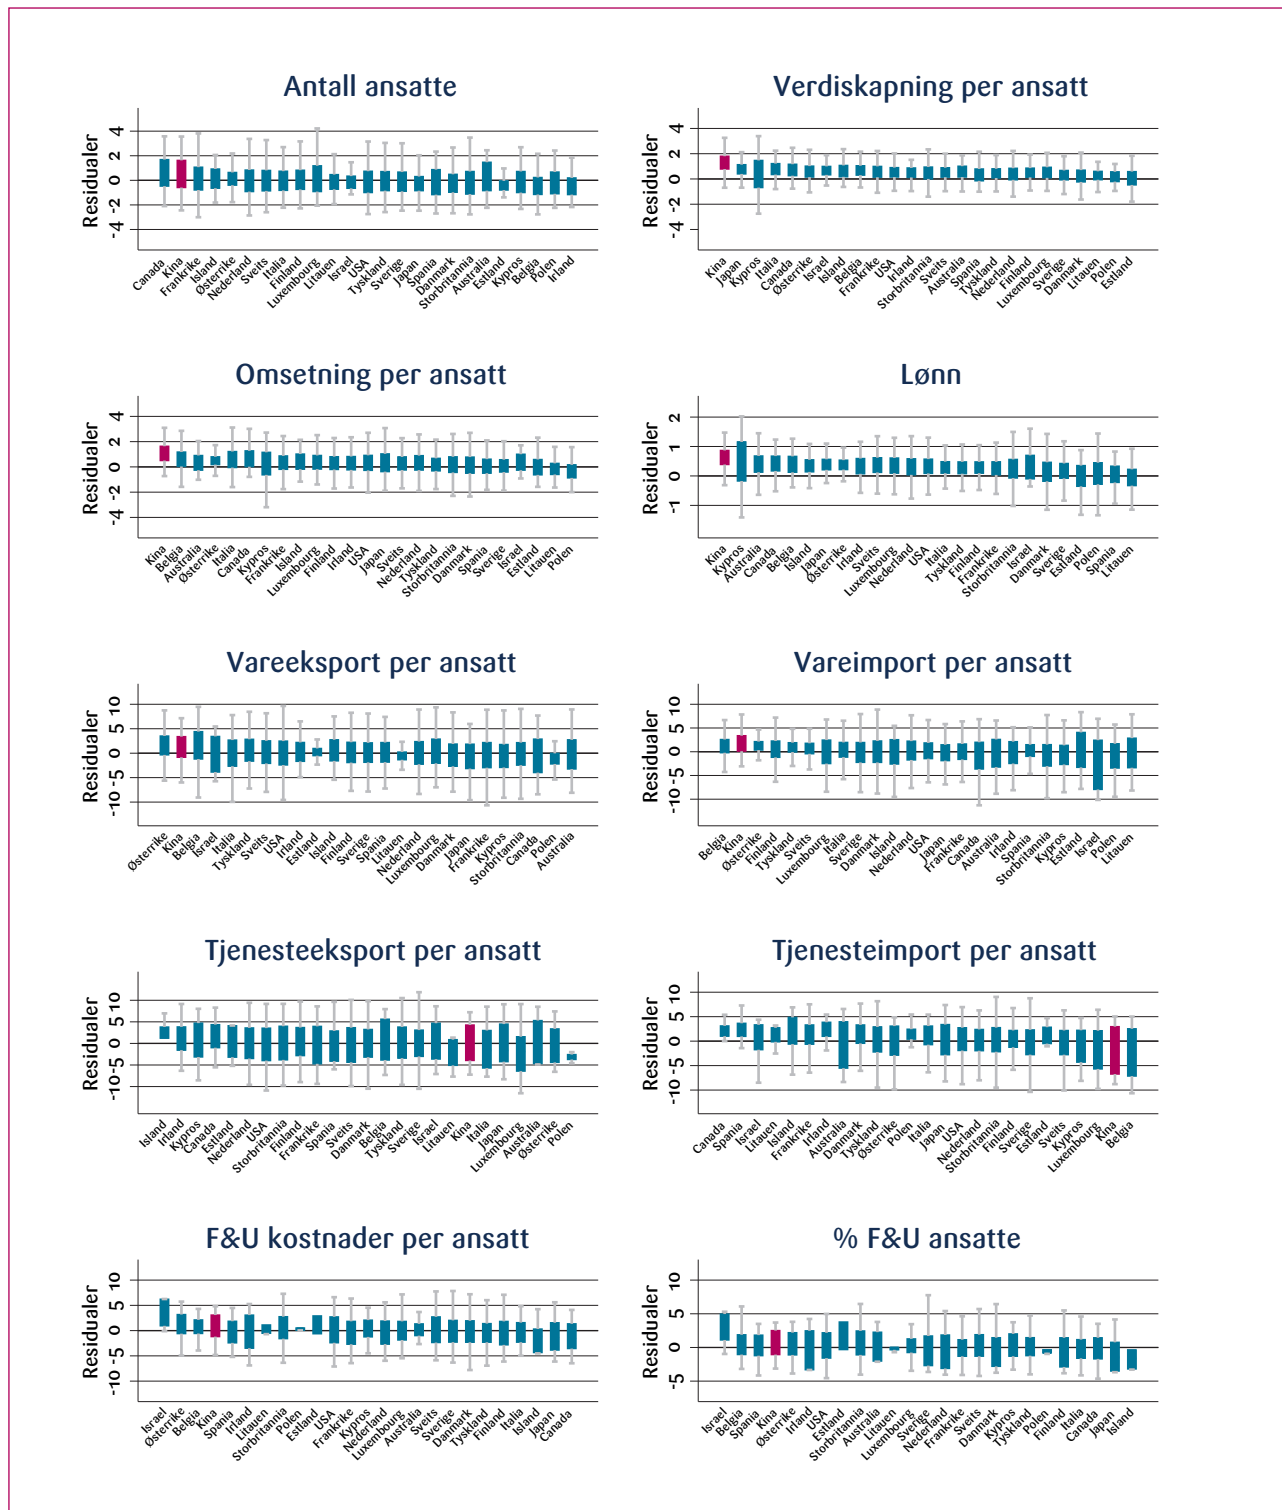 Antall ansatte
Residualer
4
2
0
-2
-4
Canada
Kina
Frankrike
Island
Østerrike
Nederland
Sveits
Italia
Finland
Luxembourg
Litauen
Israel
USA
Tyskland
Sverige
Japan
Spania
Danmark
Storbritannia
Australia
Estland
Kypros
Belgia
Polen
Irland
Verdiskapning per ansatt
Residualer
4
2
0
-2
-4
Kina
Japan
Kypros
Italia
Canada
Østerrike
Israel
Island
Belgia
Frankrike
USA
Irland
Storbritannia
Sveits
Australia
Spania
Tyskland
Nederland
Finland
Luxembourg
Sverige
Danmark
Litauen
Polen
Estland
Omsetning per ansatt
Residualer
4
2
0
-2
-4
Kina
Belgia
Australia
Østerrike
Italia
Canada
Kypros
Frankrike
Island
Luxembourg
Finland
Irland
USA
Japan
Sveits
Nederland
Tyskland
Storbritannia
Danmark
Spania
Sverige
Israel
Estland
Litauen
Polen
Lønn
Residualer
2
1
0
-1
Kina
Kypros
Australia
Canada
Belgia
Island
Japan
Østerrike
Irland
Sveits
Luxembourg
Nederland
USA
Italia
Tyskland
Finland
Frankrike
Storbritannia
Israel
Danmark
Sverige
Estland
Polen
Spania
Litauen
Vareeksport per ansatt
Residualer
10
5
0
-5
-10
Østerrike
Kina
Belgia
Israel
Italia
Tyskland
Sveits
USA
Irland
Estland
Island
Finland
Sverige
Spania
Litauen
Nederland
Luxembourg
Danmark
Japan
Frankrike
Kypros
Storbritannia
Canada
Polen
Australia
Vareimport per ansatt
Residualer
10
5
0
-5
-10
Belgia
Kina
Østerrike
Finland
Tyskland
Sveits
Luxembourg
Italia
Sverige
Danmark
Island
Nederland
USA
Japan
Frankrike
Canada
Australia
Irland
Spania
Storbritannia
Kypros
Estland
Israel
Polen
Litauen
Tjenesteeksport per ansatt
Residualer
10
5
0
-5
-10
Island
Irland
Kypros
Canada
Estland
Nederland
USA
Storbritannia
Finland
Frankrike
Spania
Sveits
Danmark
Belgia
Tyskland
Sverige
Israel
Litauen
Kina
Italia
Japan
Luxembourg
Australia
Østerrike
Polen
Tjenesteimport per ansatt
Residualer
10
5
0
-5
-10
Canada
Spania
Israel
Litauen
Island
Frankrike
Irland
Australia
Danmark
Tyskland
Østerrike
Polen
Italia
Japan
USA
Nederland
Storbritannia
Finland
Sverige
Estland
Sveits
Kypros
Luxembourg
Kina
Belgia
F&U kostnader per ansatt
Residualer
10
5
0
-5
-10
Israel
Østerrike
Belgia
Kina
Spania
Irland
Litauen
Storbritannia
Polen
Estland
USA
Frankrike
Kypros
Nederland
Luxembourg
Australia
Sveits
Sverige
Danmark
Tyskland
Finland
Italia
Island
Japan
Canada
% F&U ansatte
Residualer
10
5
0
-5
Israel
Belgia
Spania
Kina
Østerrike
Irland
USA
Estland
Storbritannia
Australia
Litauen
Luxembourg
Sverige
Nederland
Frankrike
Sveits
Danmark
Kypros
Tyskland
Polen
Finland
Italia
Canada
Japan
Island